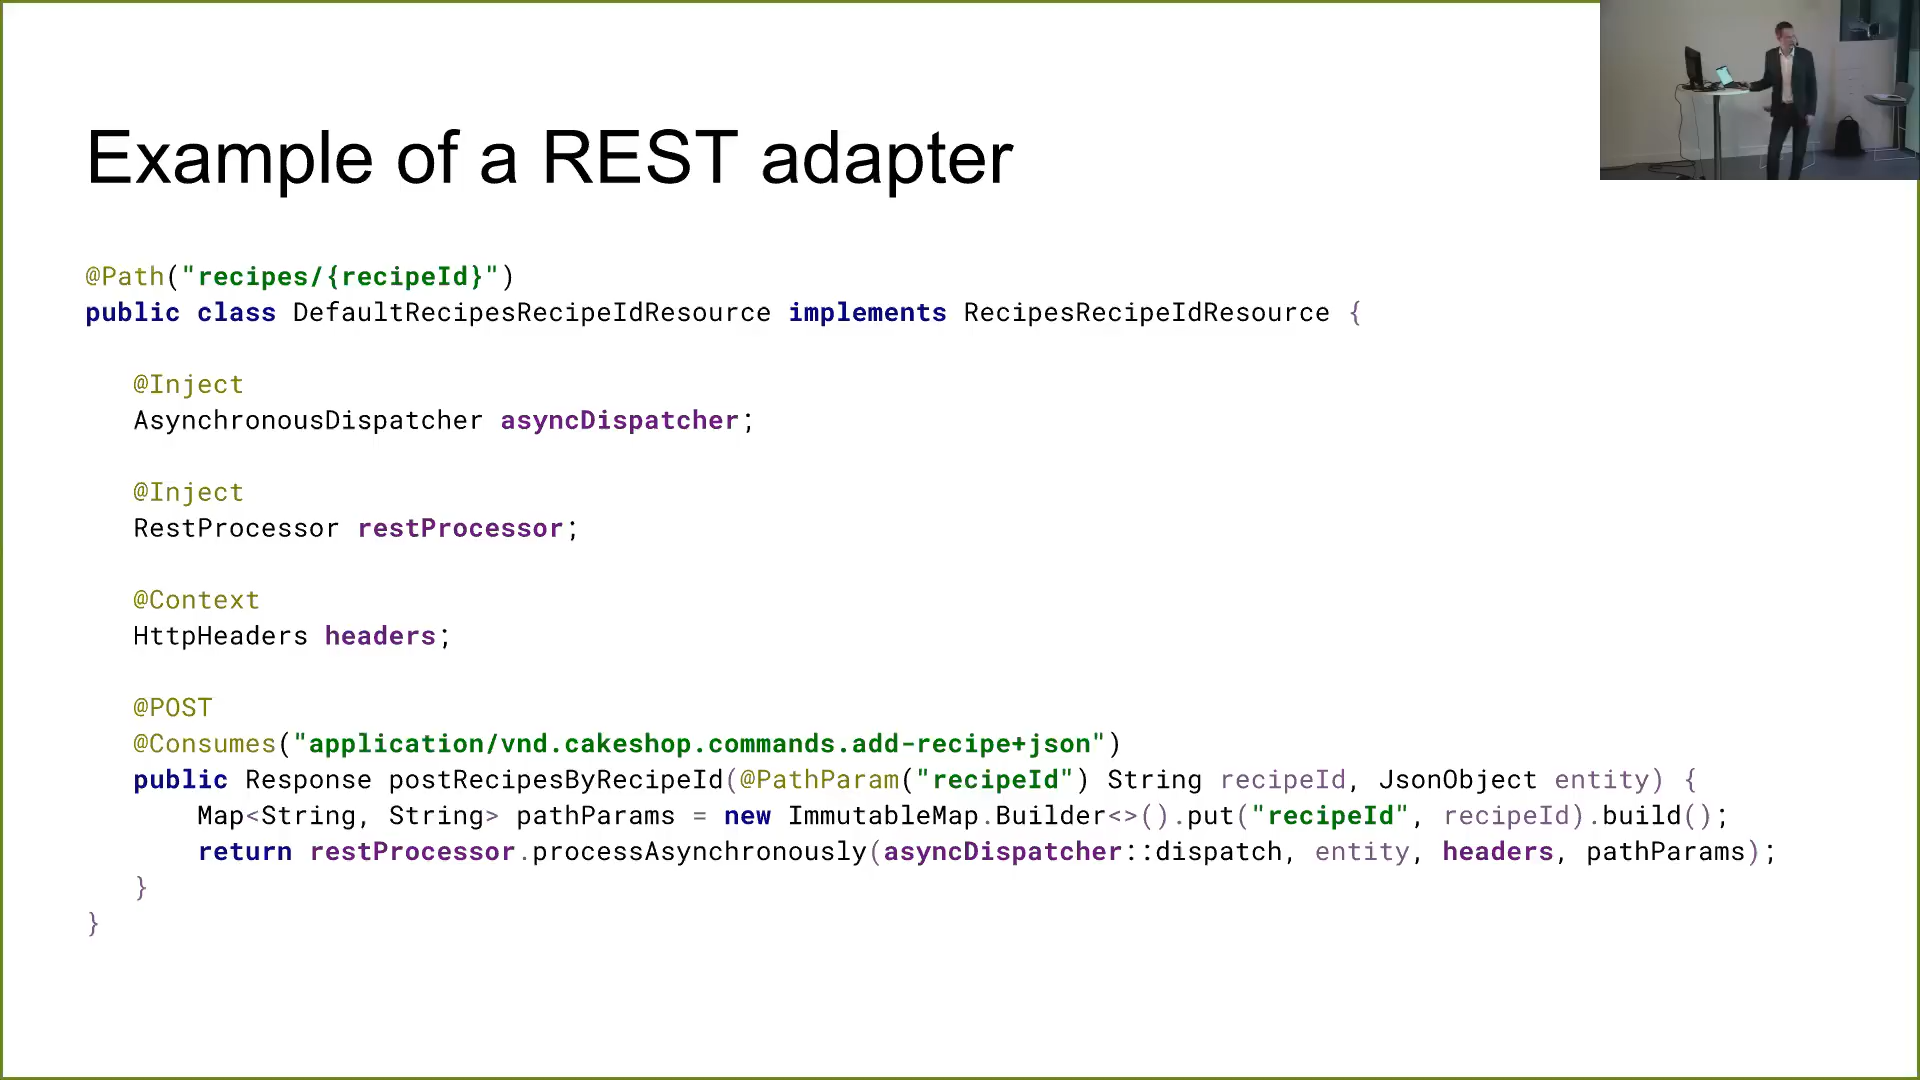 Example of a REST adapter
@Path("recipes/{recipeId}")
public class DefaultRecipesRecipeIdResource implements RecipesRecipeIdResource {
@Inject
AsynchronousDispatcher asyncDispatcher;
@Inject
RestProcessor restProcessor;
@Context
HttpHeaders headers;
@POST
@Consumes("application/vnd.cakeshop.commands.add-recipe+json")
public Response postRecipesByRecipeId(@PathParam("recipeId") String recipeId, JsonObject entity) {
Map<String, String> pathParams = new ImmutableMap.Builder<>().put("recipeId", recipeId).build();
return restProcessor.processAsynchronously(asyncDispatcher::dispatch, entity, headers, pathParams);
}
}